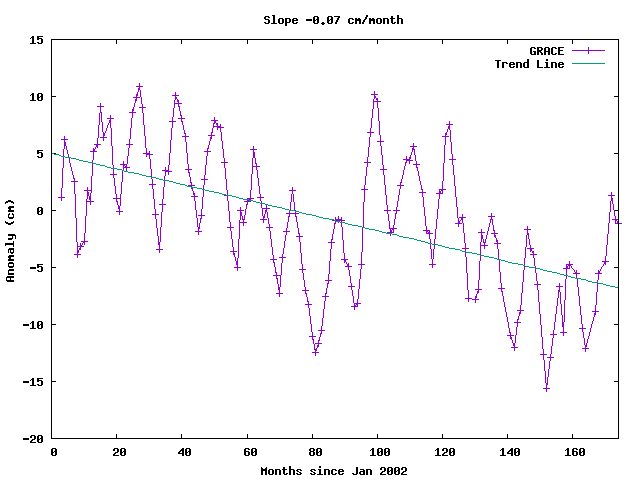 Slope -0.07 cm/month
GRACE
Trend Line
15
10
5
0
-5
-10
-15
-20
Anomaly (cm)
0 20 40 60 80 100 120 140 160
Months since Jan 2002